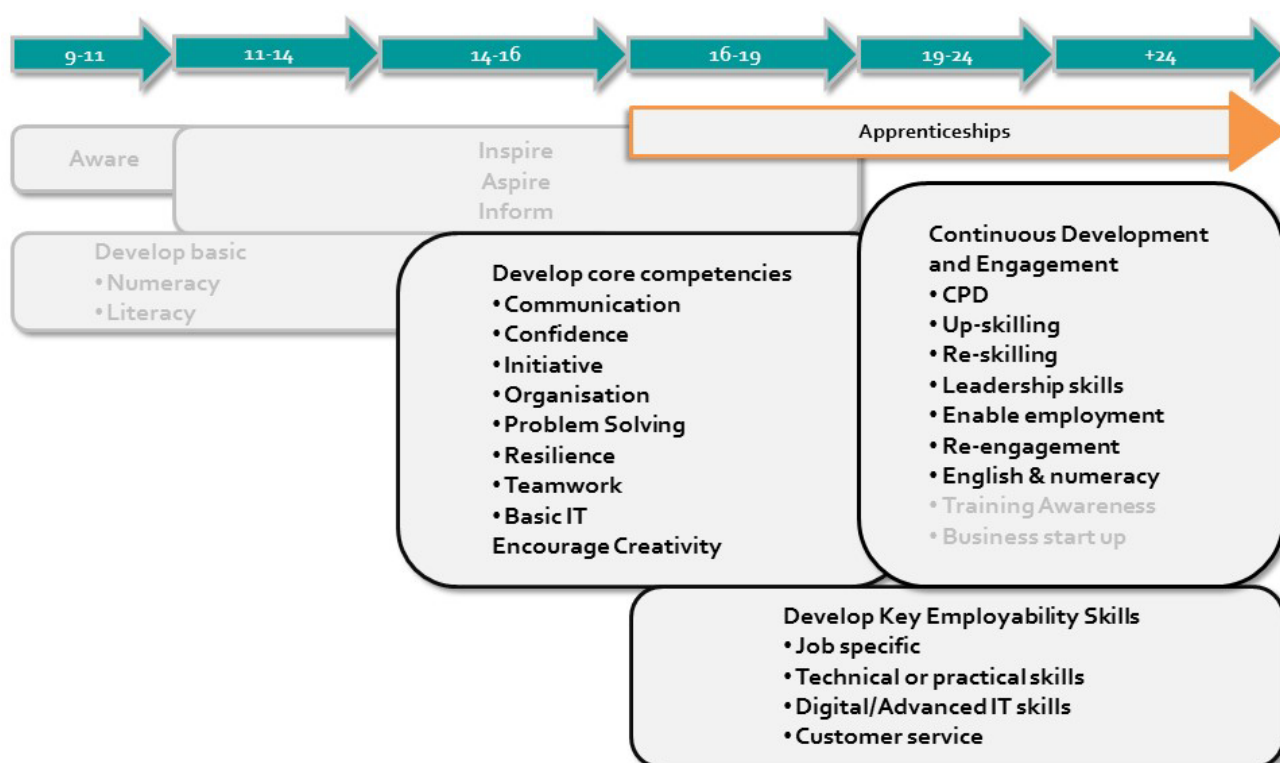 9-11
11-14
14-16
16-19
19-24
+24
Apprenticeships
Aware
Inspire
Aspire
Inform
Develop basic
• Numeracy
• Literacy
Develop core competencies
• Communication
• Confidence
• Initiative
• Organisation
• Problem Solving
• Resilience
• Teamwork
• Basic IT
Encourage Creativity
Continuous Development
and Engagement
• CPD
• Up-skilling
• Re-skilling
• Leadership skills
• Enable employment
• Re-engagement
• English & numeracy
• Training Awareness
• Business start up
Develop Key Employability Skills
• Job specific
• Technical or practical skills
• Digital/Advanced IT skills
• Customer service